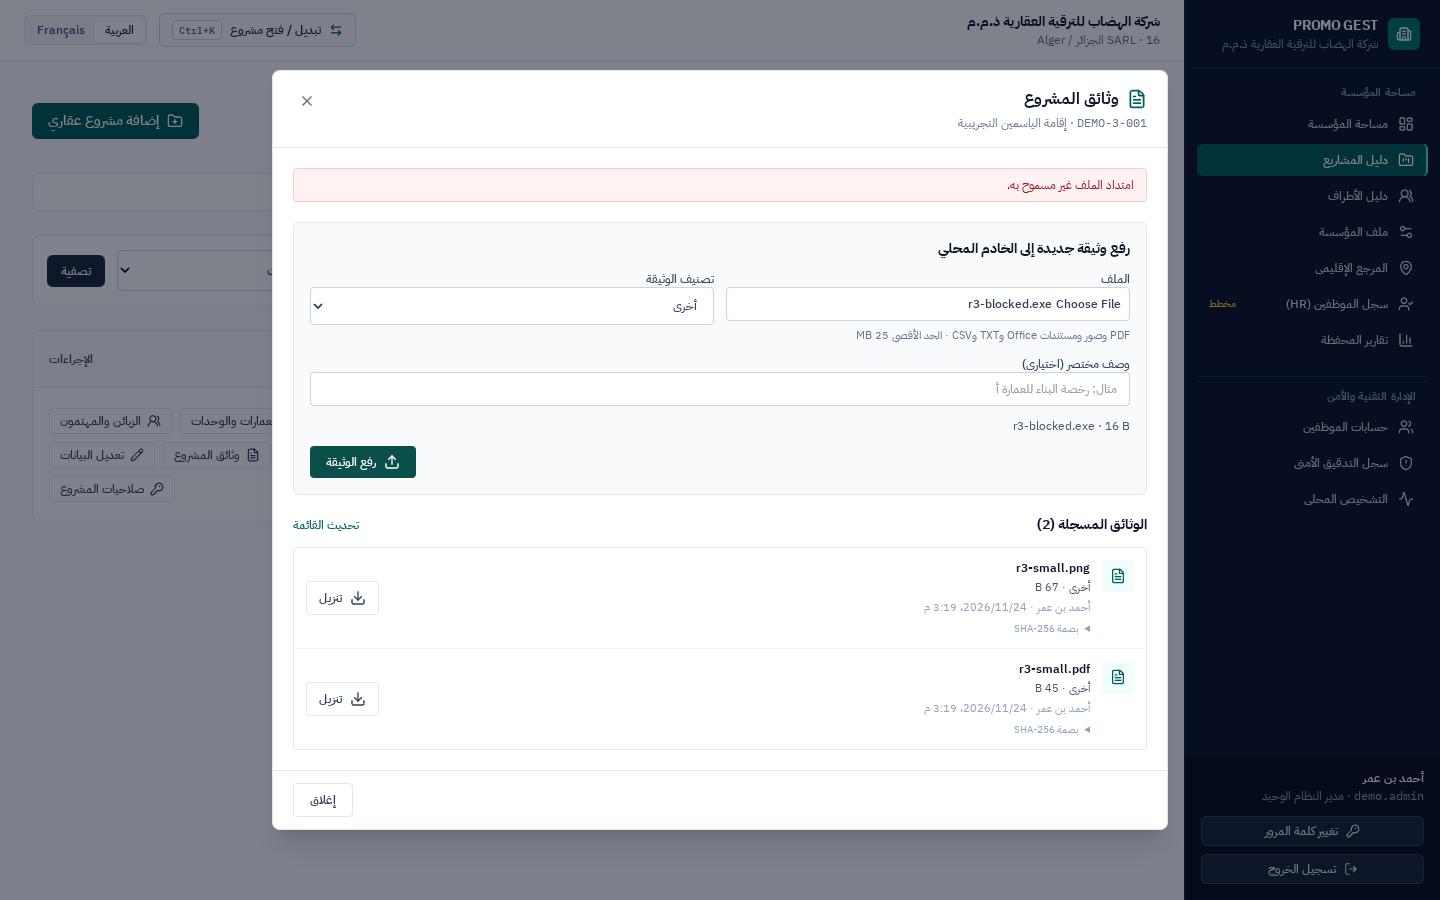 PROMO GEST
شركة الهضاب للترقية العقارية ذ.م.م
مساحة المؤسسة
مساحة المؤسسة
دليل المشاريع
دليل الأطراف
ملف المؤسسة
المرجع الإقليمي
سجل الموظفين (HR)
مخطط
تقارير المحفظة
الإدارة التقنية والأمن
حسابات الموظفين
سجل التدقيق الأمني
التشخيص المحلي
أحمد بن عمر
demo.admin · مدير النظام الوحيد
تغيير كلمة المرور
تسجيل الخروج
شركة الهضاب للترقية العقارية ذ.م.م
SARL · 16 الجزائر / Alger
تبديل / فتح مشروع
Ctrl+K
العربية
Français
إضافة مشروع عقاري
تصفية
الإجراءات
الزبائن والمهتمون
وثائق المشروع
تعديل البيانات
صلاحيات المشروع
وثائق المشروع
DEMO-3-001 · إقامة الياسمين التجريبية
امتداد الملف غير مسموح به.
رفع وثيقة جديدة إلى الخادم المحلي
الملف
تصنيف الوثيقة
r3-blocked.exe Choose File
أخرى
PDF وصور ومستندات Office وTXT وCSV · الحد الأقصى 25 MB
وصف مختصر (اختياري)
مثال: رخصة البناء للعمارة أ
r3-blocked.exe · 16 B
رفع الوثيقة
الوثائق المسجلة (2)
تحديث القائمة
r3-small.png
أخرى · 67 B
أحمد بن عمر · 2026/11/24، 3:19 م
بصمة SHA-256
تنزيل
r3-small.pdf
أخرى · 45 B
أحمد بن عمر · 2026/11/24، 3:19 م
بصمة SHA-256
تنزيل
إغلاق